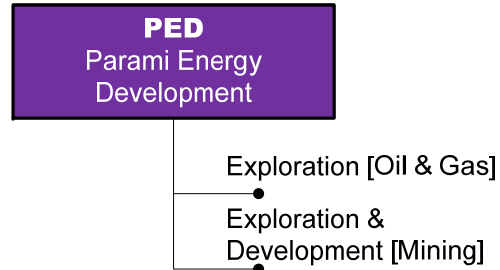 PED
Parami Energy
Development
Exploration [Oil & Gas]
Exploration &
Development [Mining]